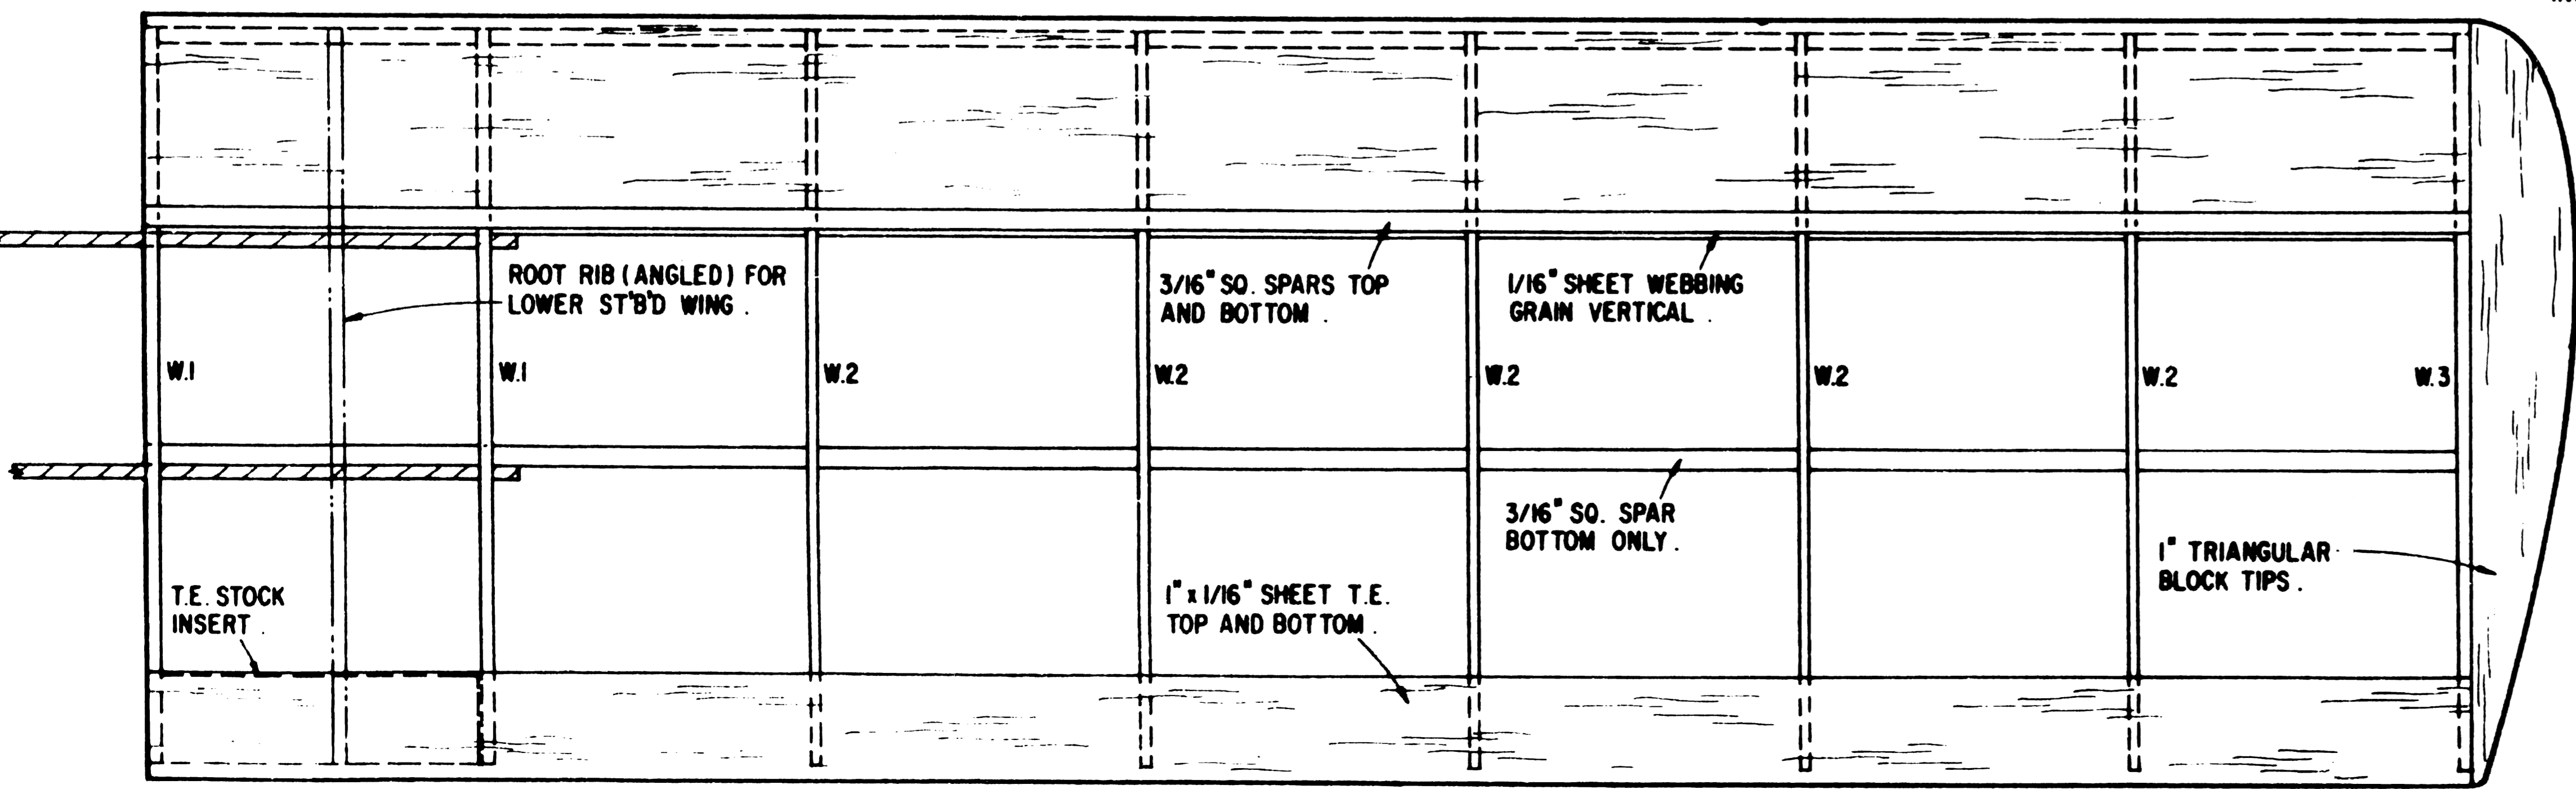 ROOT RIB (ANGLED) FOR
LOWER ST'B'D WING .
3/16" SQ. SPARS TOP
AND BOTTOM .
1/16" SHEET WEBBING
GRAIN VERTICAL .
W.1
W.1
W.2
W.2
W.2
W.2
W.2
W.3
3/16" SQ. SPAR
BOTTOM ONLY .
1" TRIANGULAR
BLOCK TIPS .
T.E. STOCK
INSERT .
1" x 1/16" SHEET T.E.
TOP AND BOTTOM .